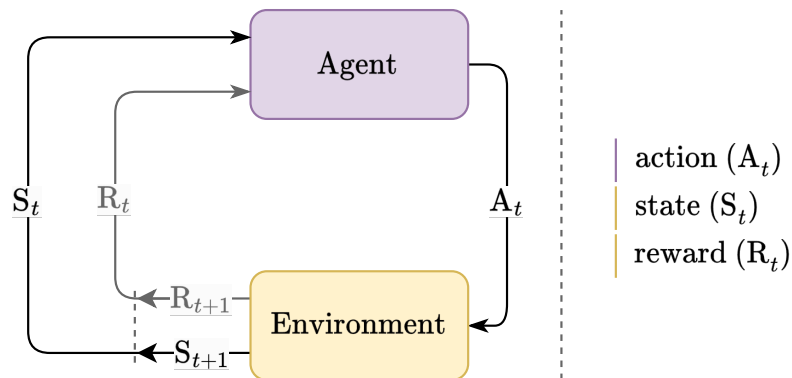 Agent
S_t
R_t
A_t
R_{t+1}
Environment
S_{t+1}
action (A_t)
state (S_t)
reward (R_t)